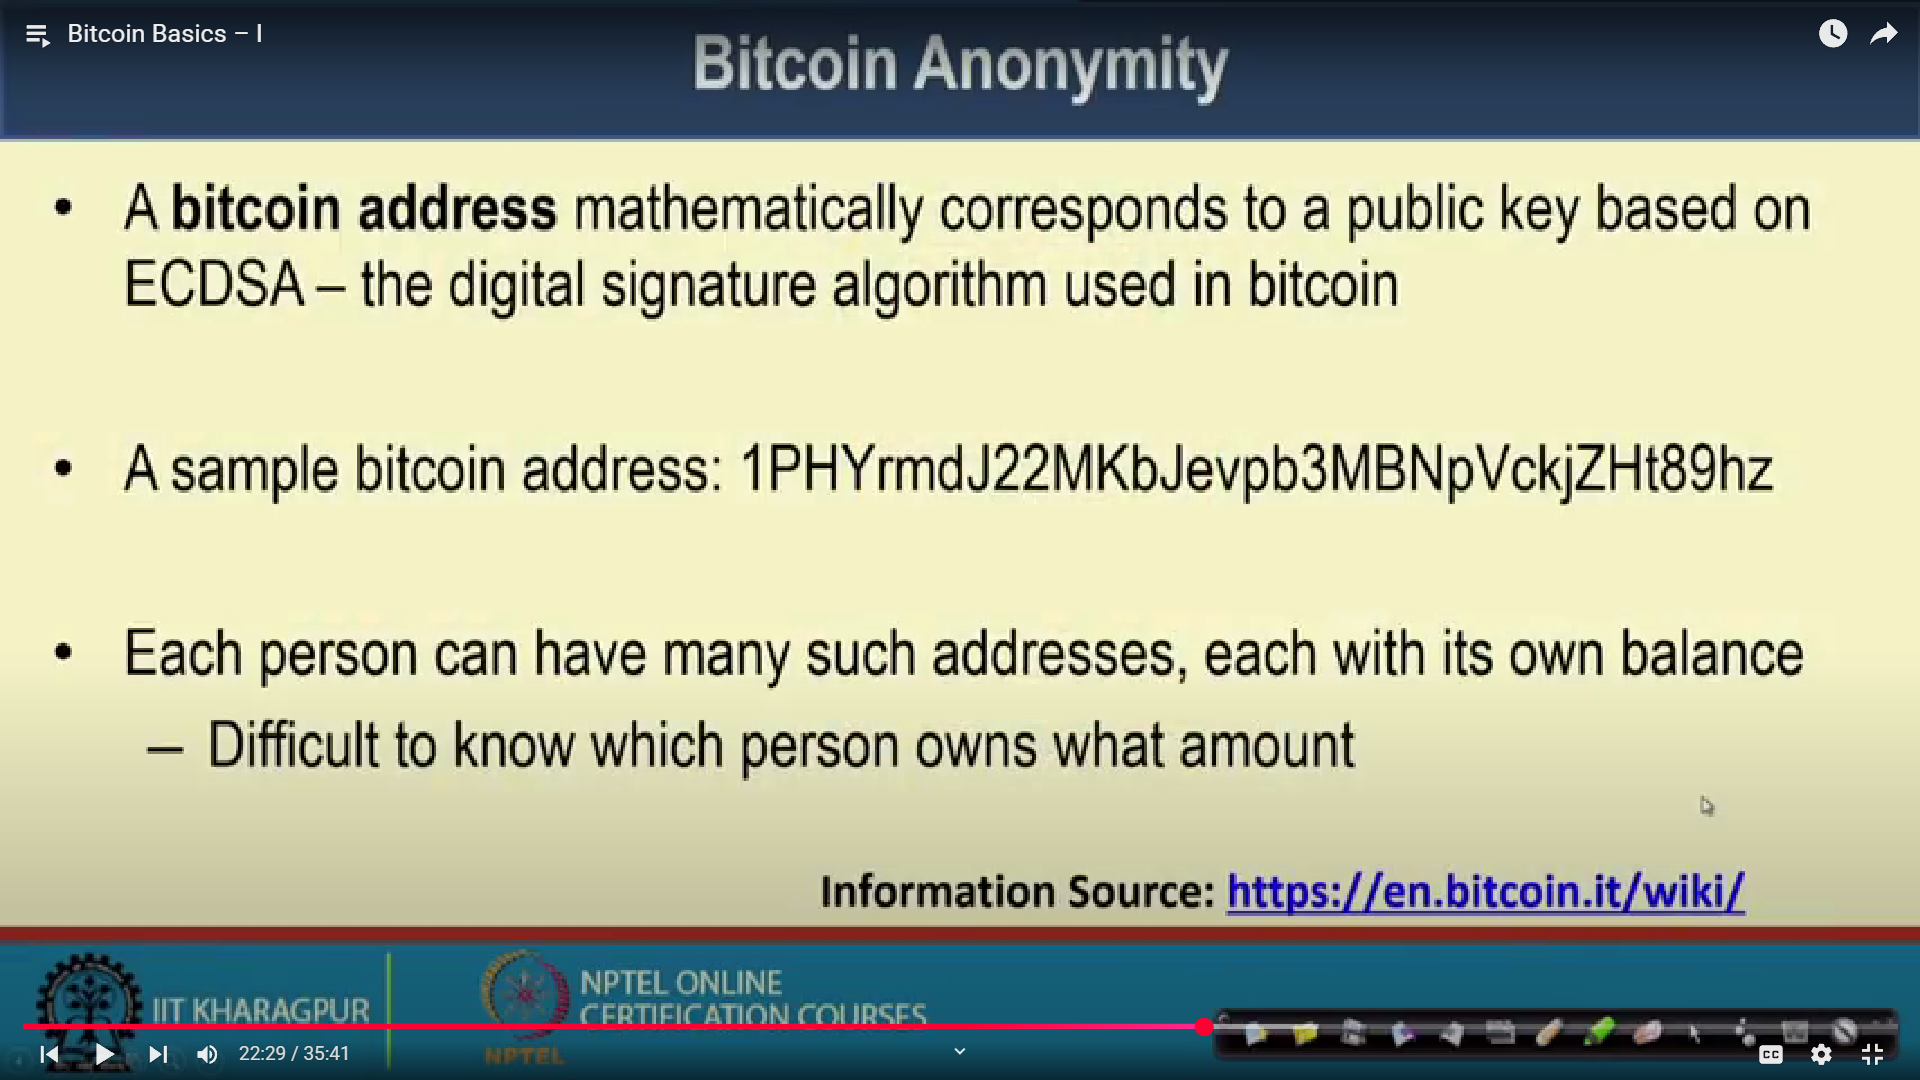 Bitcoin Basics – I
Bitcoin Anonymity
• A bitcoin address mathematically corresponds to a public key based on
ECDSA – the digital signature algorithm used in bitcoin
• A sample bitcoin address: 1PHYrmdJ22MKbJevpb3MBNpVckjZHt89hz
• Each person can have many such addresses, each with its own balance
– Difficult to know which person owns what amount
Information Source: https://en.bitcoin.it/wiki/
IIT KHARAGPUR
NPTEL ONLINE
CERTIFICATION COURSES
NPTEL
22:29 / 35:41
CC